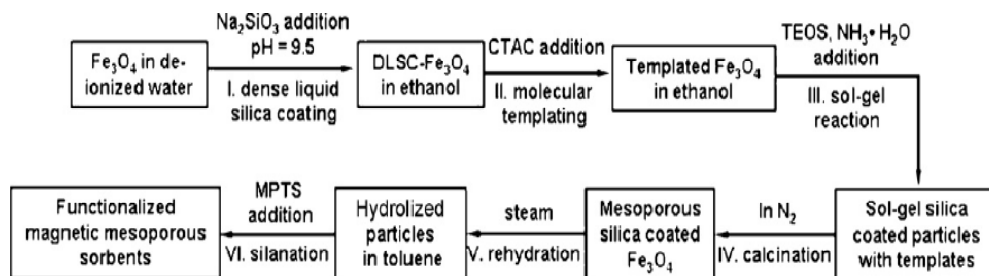 Fe₃O₄ in de-
ionized water
Na₂SiO₃ addition
pH = 9.5
I. dense liquid
silica coating
DLSC-Fe₃O₄
in ethanol
CTAC addition
II. molecular
templating
Templated Fe₃O₄
in ethanol
TEOS, NH₃• H₂O
addition
III. sol-gel
reaction
Sol-gel silica
coated particles
with templates
In N₂
IV. calcination
Mesoporous
silica coated
Fe₃O₄
steam
V. rehydration
Hydrolized
particles
in toluene
MPTS
addition
VI. silanation
Functionalized
magnetic mesoporous
sorbents